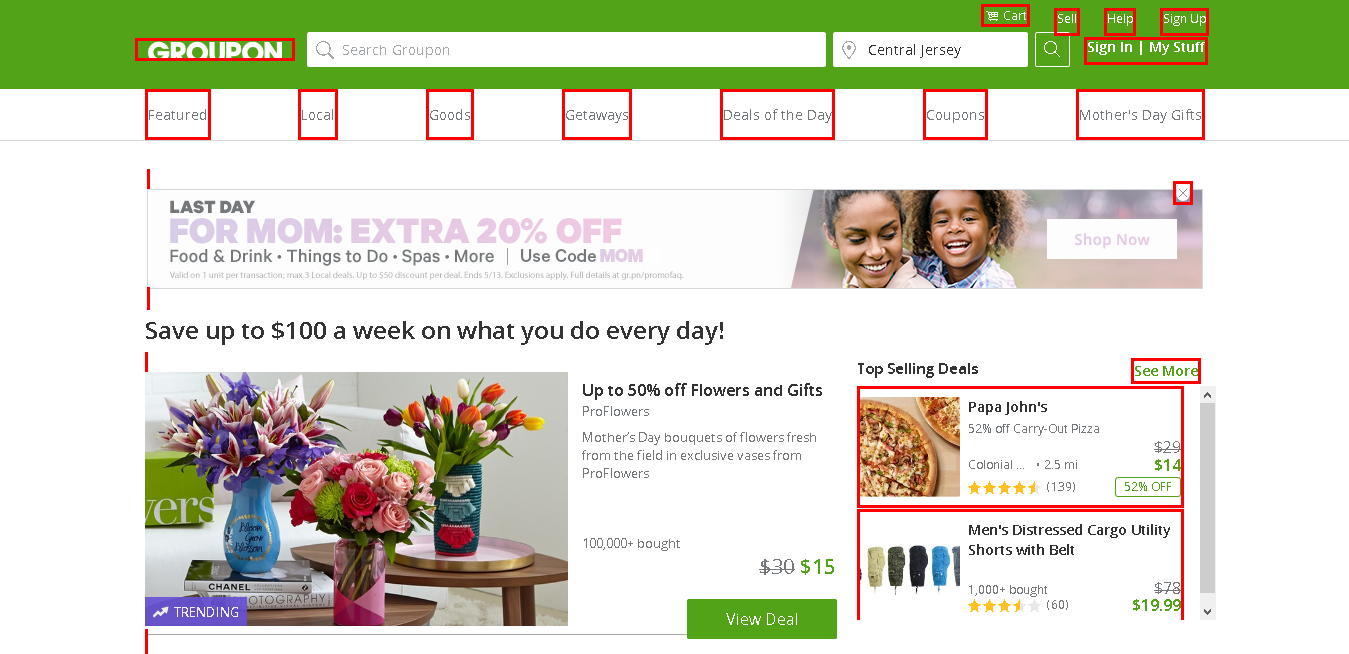 Cart
Sell
Help
Sign Up
GROUPON
Search Groupon
Central Jersey
Sign In | My Stuff
Featured
Local
Goods
Getaways
Deals of the Day
Coupons
Mother's Day Gifts
LAST DAY
FOR MOM: EXTRA 20% OFF
Food & Drink • Things to Do • Spas • More | Use Code MOM
Valid on 1 unit per transaction; max 3 Local deals. Up to $50 discount per deal. Ends 5/13. Exclusions apply. Full details at gr.pn/promofaq.
Shop Now
Save up to $100 a week on what you do every day!
vers
Bloom
Grow
Blossom
CHANEL
PHOTOGRAPHY
TRENDING
Up to 50% off Flowers and Gifts
ProFlowers
Mother's Day bouquets of flowers fresh
from the field in exclusive vases from
ProFlowers
100,000+ bought
$30 $15
View Deal
Top Selling Deals
See More
Papa John's
52% off Carry-Out Pizza
$29
Colonial ... • 2.5 mi
$14
(139)
52% OFF
Men's Distressed Cargo Utility
Shorts with Belt
1,000+ bought
$78
(60)
$19.99